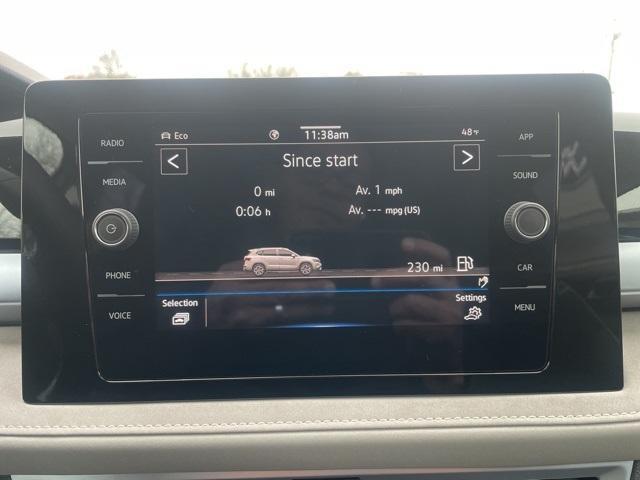 Eco 11:38am 48°F
RADIO
APP
Since start
MEDIA
SOUND
0 mi Av. 1 mph
0:06 h Av. --- mpg (US)
230 mi
PHONE
CAR
Selection Settings
VOICE
MENU